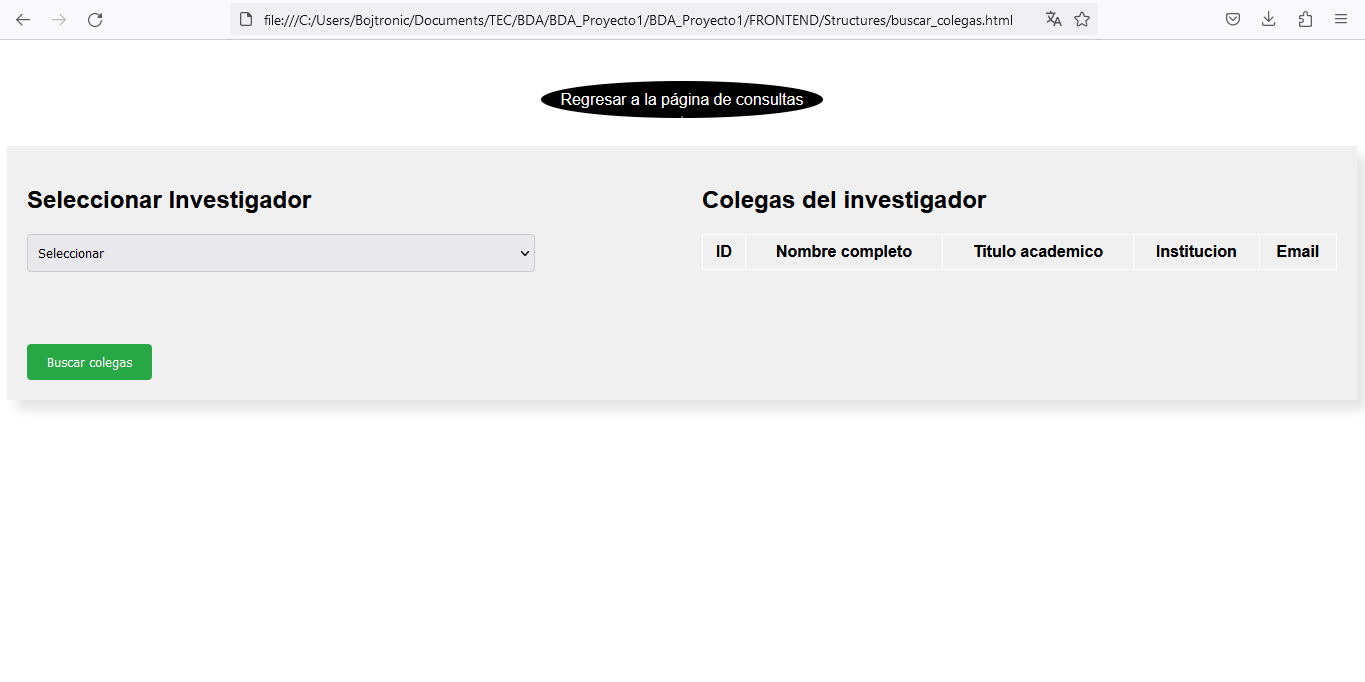 file:///C:/Users/Bojtronic/Documents/TEC/BDA/BDA_Proyecto1/BDA_Proyecto1/FRONTEND/Structures/buscar_colegas.html
Regresar a la página de consultas
Seleccionar Investigador
Seleccionar
Buscar colegas
Colegas del investigador
ID Nombre completo Titulo academico Institucion Email